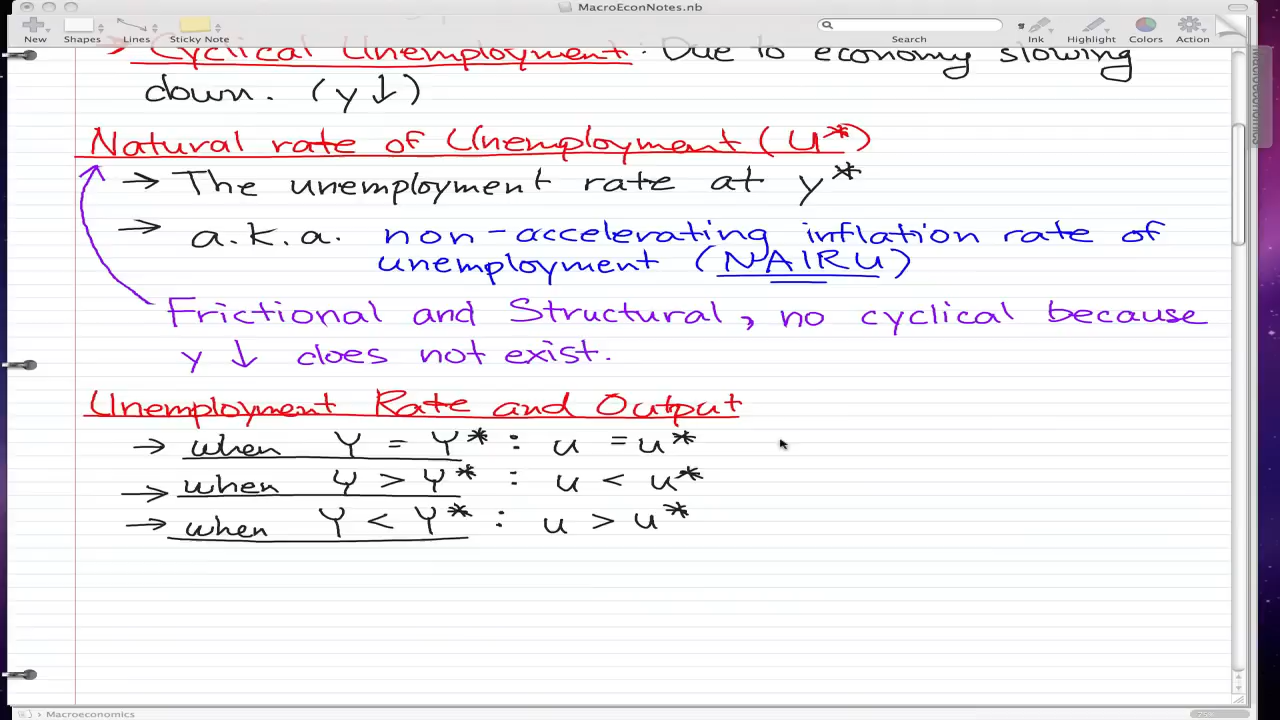 MacroEconNotes.nb
New Shapes Lines Sticky Note Search Ink Highlight Colors Action
→ Cyclical Unemployment: Due to economy slowing
down. (y ↓)
Natural rate of Unemployment (U*)
→ The unemployment rate at y*
→ a.k.a. non-accelerating inflation rate of
unemployment (NAIRU)
Frictional and Structural, no cyclical because
y ↓ does not exist.
Unemployment Rate and Output
→ when Y = Y* : u = u*
→ when Y > Y* : u < u*
→ when Y < Y* : u > u*
Macroeconomics
Macroeconomics